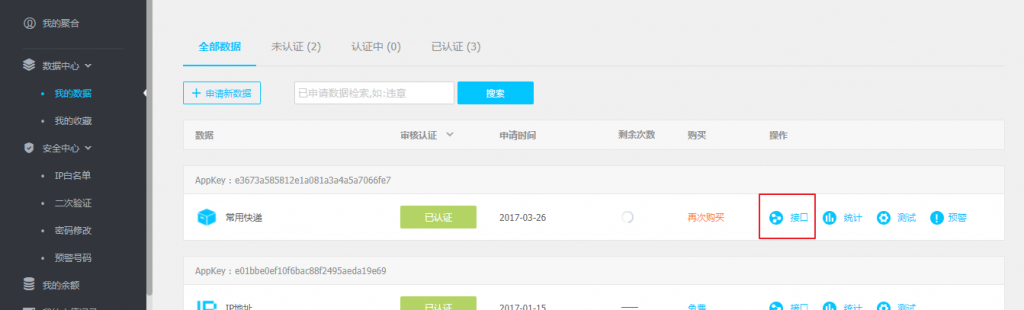 我的聚合
数据中心
我的数据
我的收藏
安全中心
IP白名单
二次验证
密码修改
预警号码
我的余额
全部数据 未认证 (2) 认证中 (0) 已认证 (3)
申请新数据 已申请数据检索,如:违章 搜索
数据 审核认证 申请时间 剩余次数 购买 操作
AppKey：e3673a585812e1a081a3a4a5a7066fe7
常用快递 已认证 2017-03-26 再次购买 接口 统计 测试 预警
AppKey：e01bbe0ef10f6bac88f2495aeda19e69
IP地址 已认证 2017-01-15 免费 接口 统计 测试